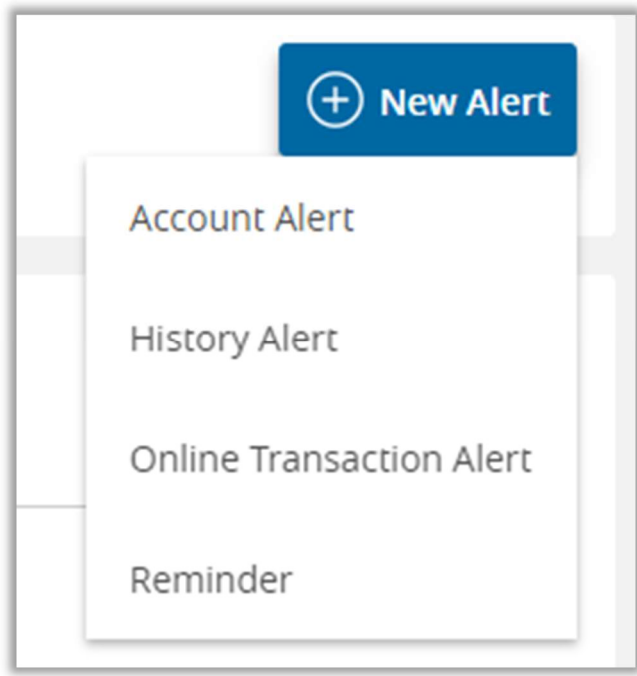 New Alert
Account Alert
History Alert
Online Transaction Alert
Reminder